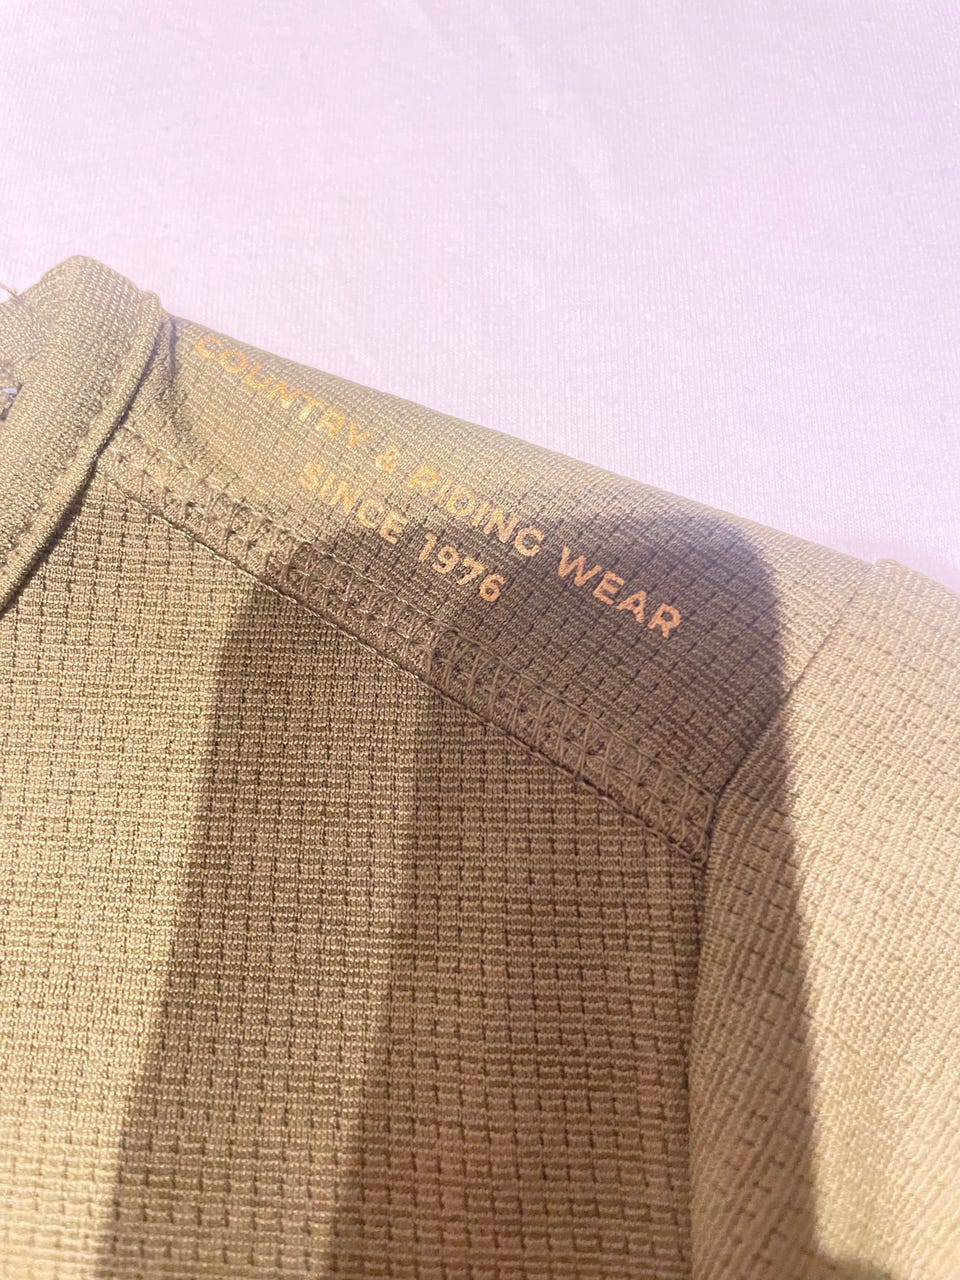 COUNTRY & RIDING WEAR
SINCE 1976